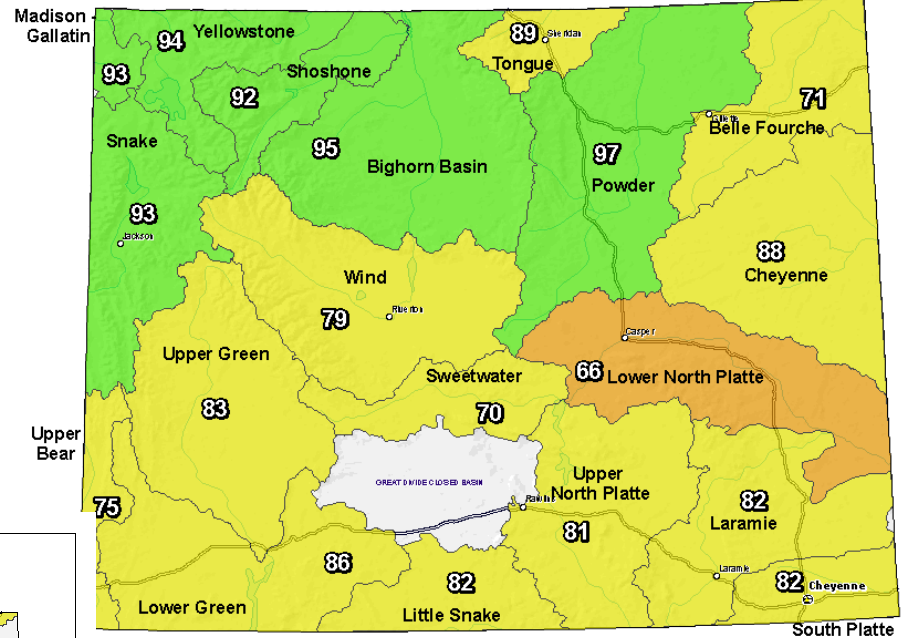 Madison -
Gallatin
94
Yellowstone
89
Sheridan
Tongue
93
Shoshone
92
71
Gillette
Belle Fourche
Snake
95
Bighorn Basin
97
Powder
93
Jackson
88
Cheyenne
Wind
79
Riverton
Casper
Upper Green
66
Lower North Platte
Sweetwater
83
70
Upper
Bear
GREAT DIVIDE CLOSED BASIN
Upper
North Platte
Rawlins
75
82
Laramie
81
86
Laramie
82
82
Cheyenne
Lower Green
Little Snake
South Platte